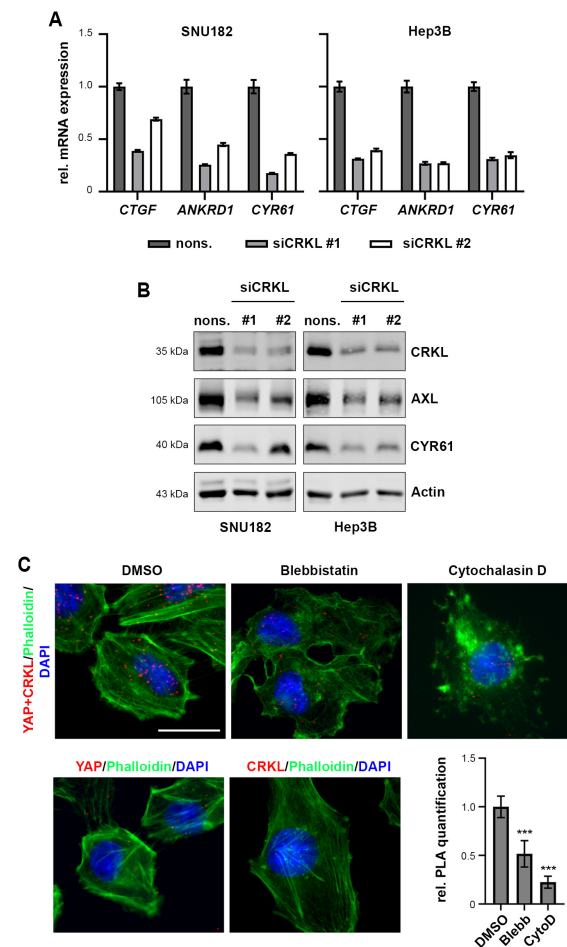 A
SNU182
Hep3B
rel. mRNA expression
1.5
1.0
0.5
0
CTGF ANKRD1 CYR61 CTGF ANKRD1 CYR61
nons. siCRKL #1 siCRKL #2
B
siCRKL siCRKL
nons. #1 #2 nons. #1 #2
35 kDa CRKL
105 kDa AXL
40 kDa CYR61
43 kDa Actin
SNU182 Hep3B
C
DMSO Blebbistatin Cytochalasin D
YAP+CRKL/Phalloidin/
DAPI
YAP/Phalloidin/DAPI CRKL/Phalloidin/DAPI
rel. PLA quantification
1.5
1.0
0.5
0
***
***
DMSO
Blebb
CytoD